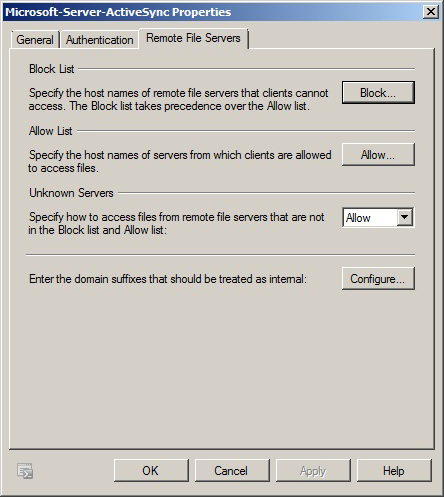 Microsoft-Server-ActiveSync Properties
General Authentication Remote File Servers
Block List
Specify the host names of remote file servers that clients cannot
access. The Block list takes precedence over the Allow list.
Block...
Allow List
Specify the host names of servers from which clients are allowed
to access files.
Allow...
Unknown Servers
Specify how to access files from remote file servers that are not
in the Block list and Allow list:
Allow
Enter the domain suffixes that should be treated as internal:
Configure...
OK Cancel Apply Help